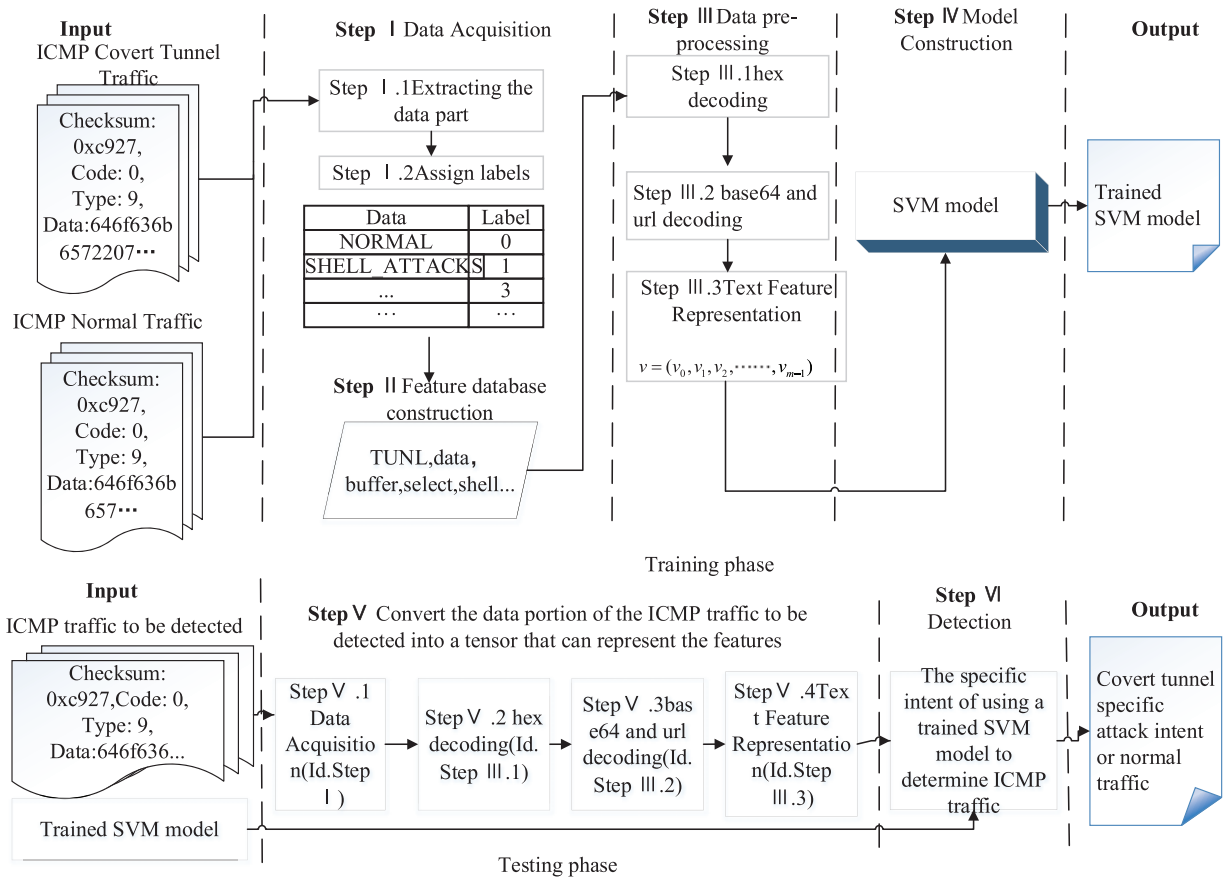 Input
ICMP Covert Tunnel
Traffic
Checksum:
0xc927,
Code: 0,
Type: 9,
Data:646f636b
6572207···
ICMP Normal Traffic
Checksum:
0xc927,
Code: 0,
Type: 9,
Data:646f636b
657···
Step Ⅰ Data Acquisition
Step Ⅰ .1Extracting the
data part
Step Ⅰ .2Assign labels
Data Label
NORMAL 0
SHELL_ATTACKS 1
... 3
··· ···
Step Ⅱ Feature database
construction
TUNL,data,
buffer,select,shell...
Step Ⅲ Data pre-
processing
Step Ⅲ.1hex
decoding
Step Ⅲ.2 base64 and
url decoding
Step Ⅲ.3Text Feature
Representation
v = (v₀, v₁, v₂, ······, vₘ₋₁)
Step Ⅳ Model
Construction
SVM model
Output
Trained
SVM model
Training phase
Input
ICMP traffic to be detected
Checksum:
0xc927,Code: 0,
Type: 9,
Data:646f636...
Trained SVM model
Step Ⅴ Convert the data portion of the ICMP traffic to be
detected into a tensor that can represent the features
Step Ⅴ .1
Data
Acquisitio
n(Id.Step
Ⅰ )
Step Ⅴ .2 hex
decoding(Id.
Step Ⅲ.1)
Step Ⅴ .3bas
e64 and url
decoding(Id.
Step Ⅲ.2)
Step Ⅴ .4Tex
t Feature
Representatio
n(Id.Step
Ⅲ.3)
Step Ⅵ
Detection
The specific
intent of using a
trained SVM
model to
determine ICMP
traffic
Output
Covert tunnel
specific
attack intent
or normal
traffic
Testing phase